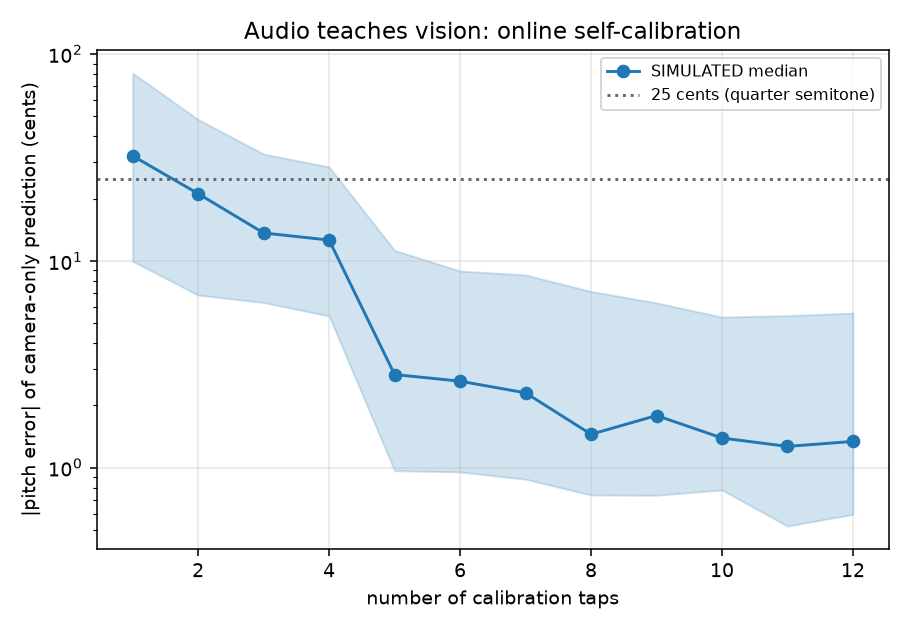 Audio teaches vision: online self-calibration
SIMULATED median
25 cents (quarter semitone)
|pitch error| of camera-only prediction (cents)
10²
10¹
10⁰
2 4 6 8 10 12
number of calibration taps